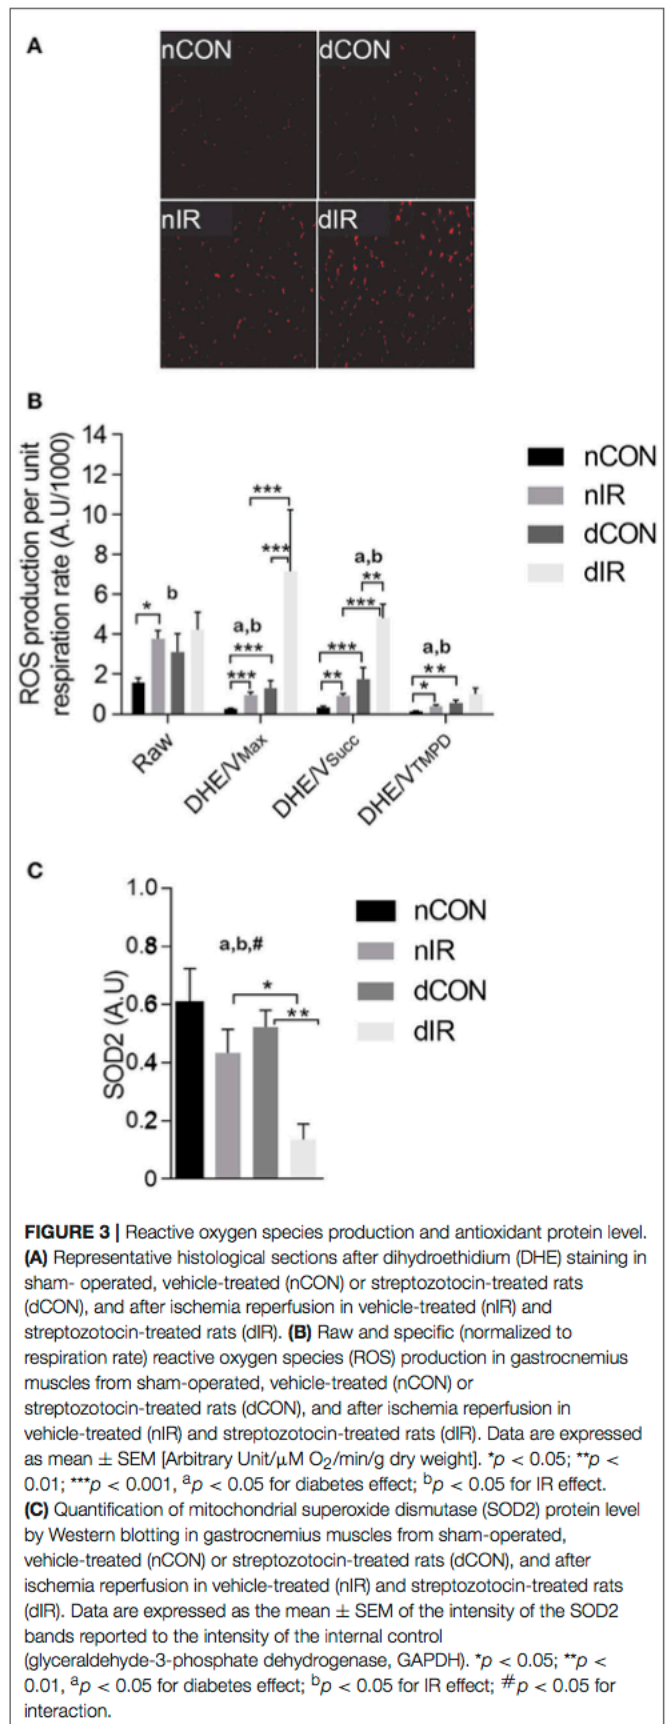 A
nCON
dCON
nIR
dIR
B
ROS production per unit
respiration rate (A.U/1000)
14
12
10
8
6
4
2
0
*
b
a,b
***
***
***
***
a,b
**
***
***
**
a,b
**
*
Raw
DHE/VMax
DHE/VSucc
DHE/VTMPD
nCON
nIR
dCON
dIR
C
SOD2 (A.U)
1.0
0.8
0.6
0.4
0.2
0
a,b,#
*
**
nCON
nIR
dCON
dIR
FIGURE 3 | Reactive oxygen species production and antioxidant protein level.
(A) Representative histological sections after dihydroethidium (DHE) staining in
sham- operated, vehicle-treated (nCON) or streptozotocin-treated rats
(dCON), and after ischemia reperfusion in vehicle-treated (nIR) and
streptozotocin-treated rats (dIR). (B) Raw and specific (normalized to
respiration rate) reactive oxygen species (ROS) production in gastrocnemius
muscles from sham-operated, vehicle-treated (nCON) or
streptozotocin-treated rats (dCON), and after ischemia reperfusion in
vehicle-treated (nIR) and streptozotocin-treated rats (dIR). Data are expressed
as mean ± SEM [Arbitrary Unit/μM O₂/min/g dry weight]. *p < 0.05; **p <
0.01; ***p < 0.001, ᵃp < 0.05 for diabetes effect; ᵇp < 0.05 for IR effect.
(C) Quantification of mitochondrial superoxide dismutase (SOD2) protein level
by Western blotting in gastrocnemius muscles from sham-operated,
vehicle-treated (nCON) or streptozotocin-treated rats (dCON), and after
ischemia reperfusion in vehicle-treated (nIR) and streptozotocin-treated rats
(dIR). Data are expressed as the mean ± SEM of the intensity of the SOD2
bands reported to the intensity of the internal control
(glyceraldehyde-3-phosphate dehydrogenase, GAPDH). *p < 0.05; **p <
0.01, ᵃp < 0.05 for diabetes effect; ᵇp < 0.05 for IR effect; #p < 0.05 for
interaction.